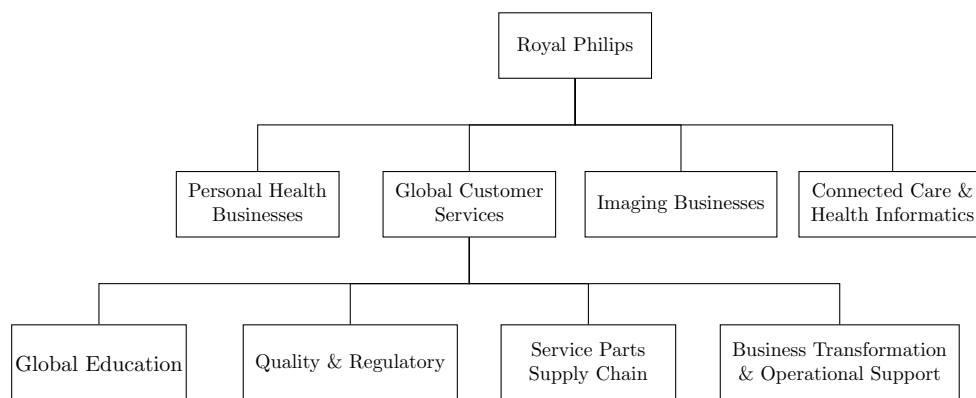 Royal Philips
Personal Health
Businesses
Global Customer
Services
Imaging Businesses
Connected Care &
Health Informatics
Global Education
Quality & Regulatory
Service Parts
Supply Chain
Business Transformation
& Operational Support